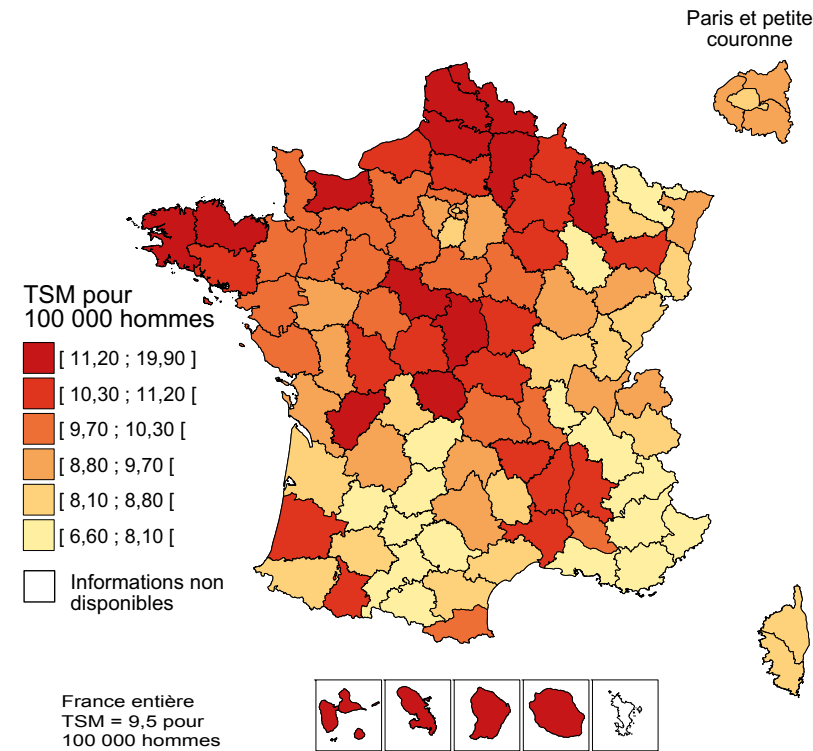 Paris et petite
couronne
TSM pour
100 000 hommes
[ 11,20 ; 19,90 ]
[ 10,30 ; 11,20 [
[ 9,70 ; 10,30 [
[ 8,80 ; 9,70 [
[ 8,10 ; 8,80 [
[ 6,60 ; 8,10 [
Informations non
disponibles
France entière
TSM = 9,5 pour
100 000 hommes